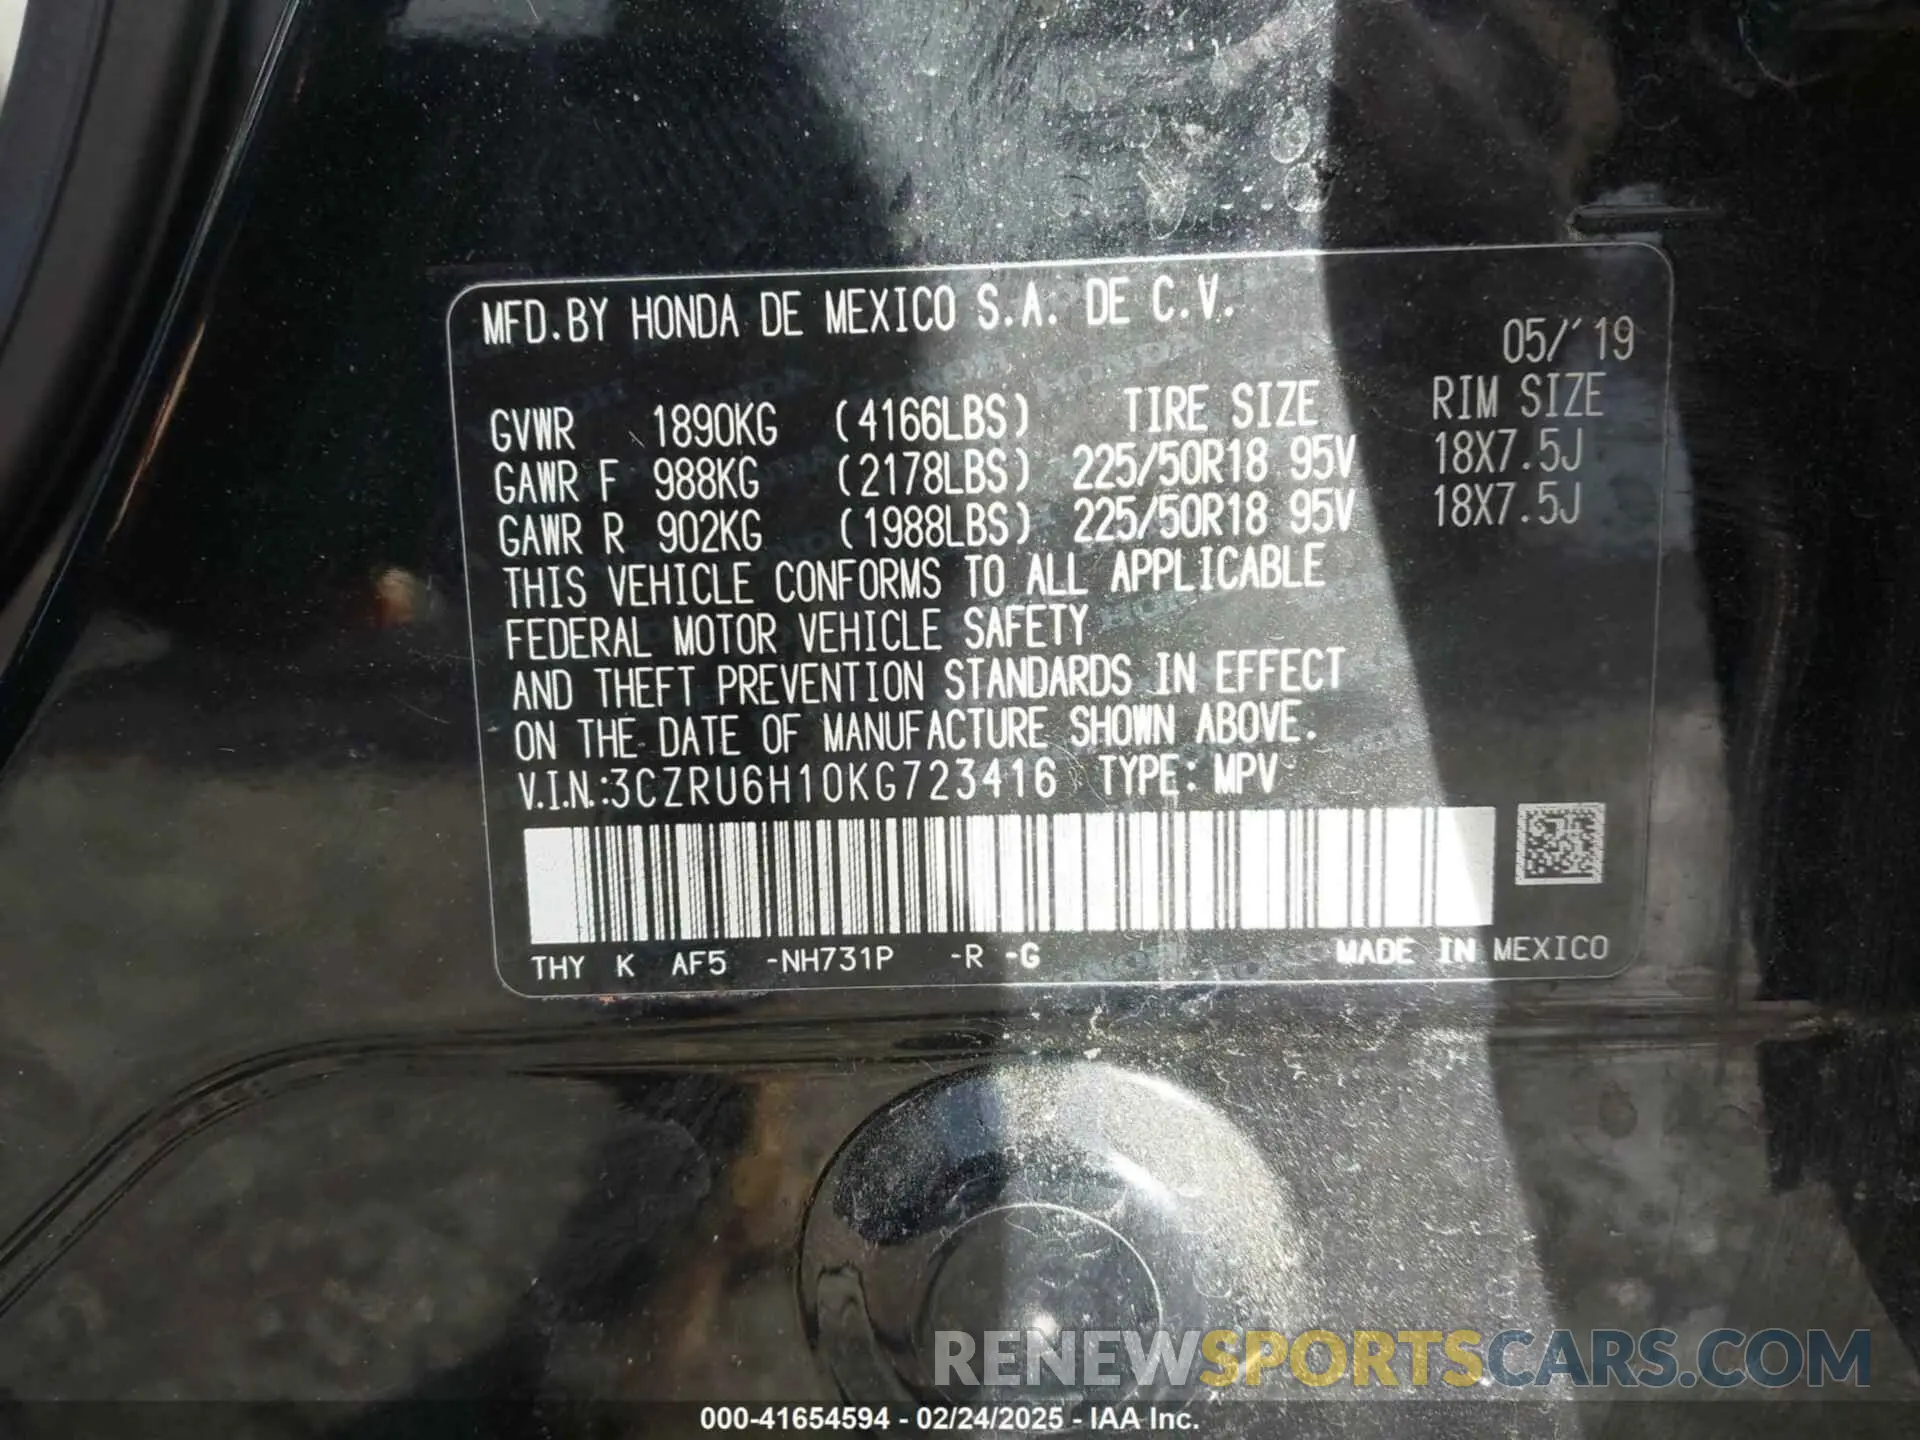 MFD.BY HONDA DE MEXICO S.A. DE C.V.
05/'19
GVWR 1890KG (4166LBS) TIRE SIZE RIM SIZE
GAWR F 988KG (2178LBS) 225/50R18 95V 18X7.5J
GAWR R 902KG (1988LBS) 225/50R18 95V 18X7.5J
THIS VEHICLE CONFORMS TO ALL APPLICABLE
FEDERAL MOTOR VEHICLE SAFETY
AND THEFT PREVENTION STANDARDS IN EFFECT
ON THE DATE OF MANUFACTURE SHOWN ABOVE.
V.I.N.:3CZRU6H10KG723416 TYPE: MPV
THY K AF5 -NH731P -R -G MADE IN MEXICO
RENEWSPORTSCARS.COM
000-41654594 - 02/24/2025 - IAA Inc.